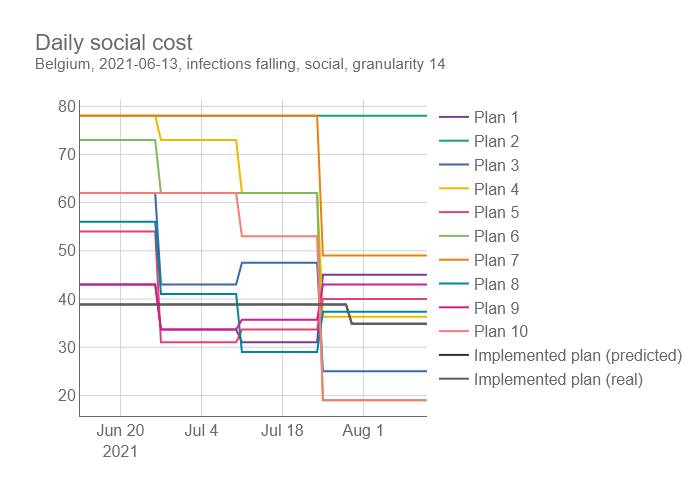 Daily social cost
Belgium, 2021-06-13, infections falling, social, granularity 14
80
70
60
50
40
30
20
Jun 20
2021
Jul 4
Jul 18
Aug 1
Plan 1
Plan 2
Plan 3
Plan 4
Plan 5
Plan 6
Plan 7
Plan 8
Plan 9
Plan 10
Implemented plan (predicted)
Implemented plan (real)